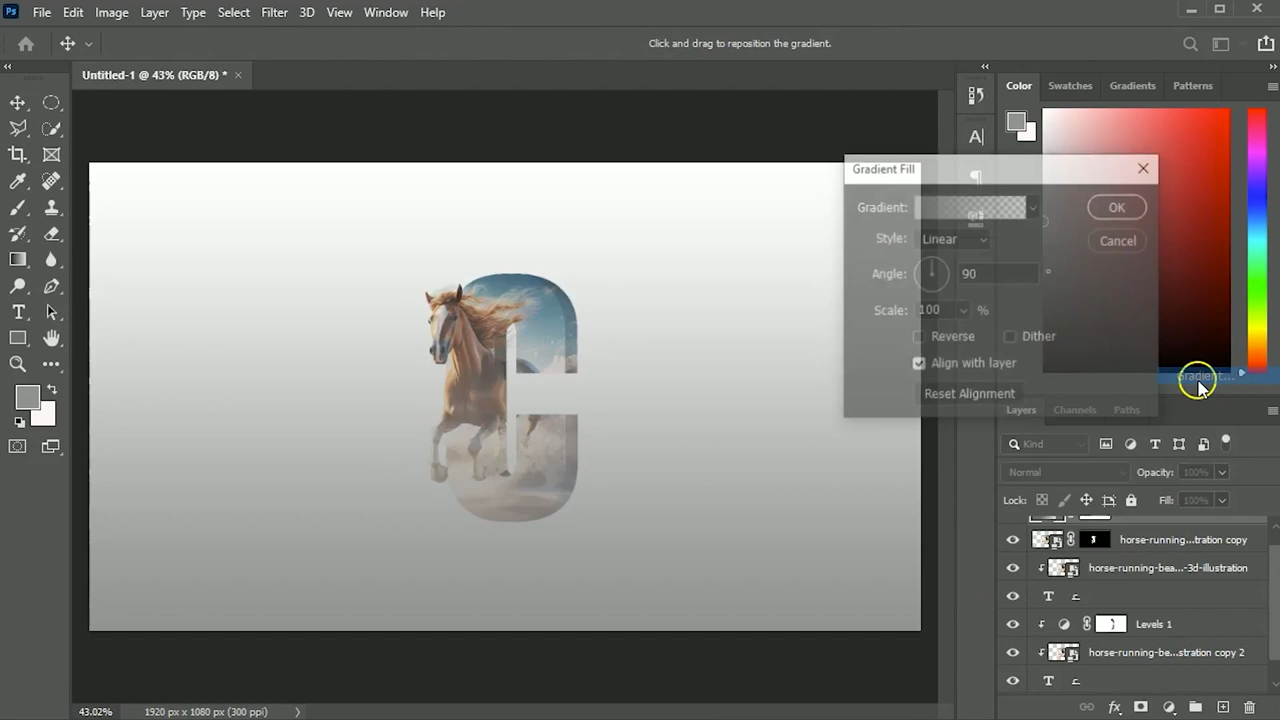 Ps File Edit Image Layer Type Select Filter 3D View Window Help
Click and drag to reposition the gradient.
Untitled-1 @ 43% (RGB/8) *
Color Swatches Gradients Patterns
Gradient Fill
Gradient: OK
Style: Linear Cancel
Angle: 90 °
Scale: 100 %
Reverse Dither
Align with layer
Gradient...
Reset Alignment
Layers Channels Paths
Kind
Normal Opacity: 100%
Lock: Fill: 100%
horse-running...tration copy
horse-running-bea...-3d-illustration
T C
Levels 1
horse-running-be...stration copy 2
T C
C
43.02% 1920 px x 1080 px (300 ppi)